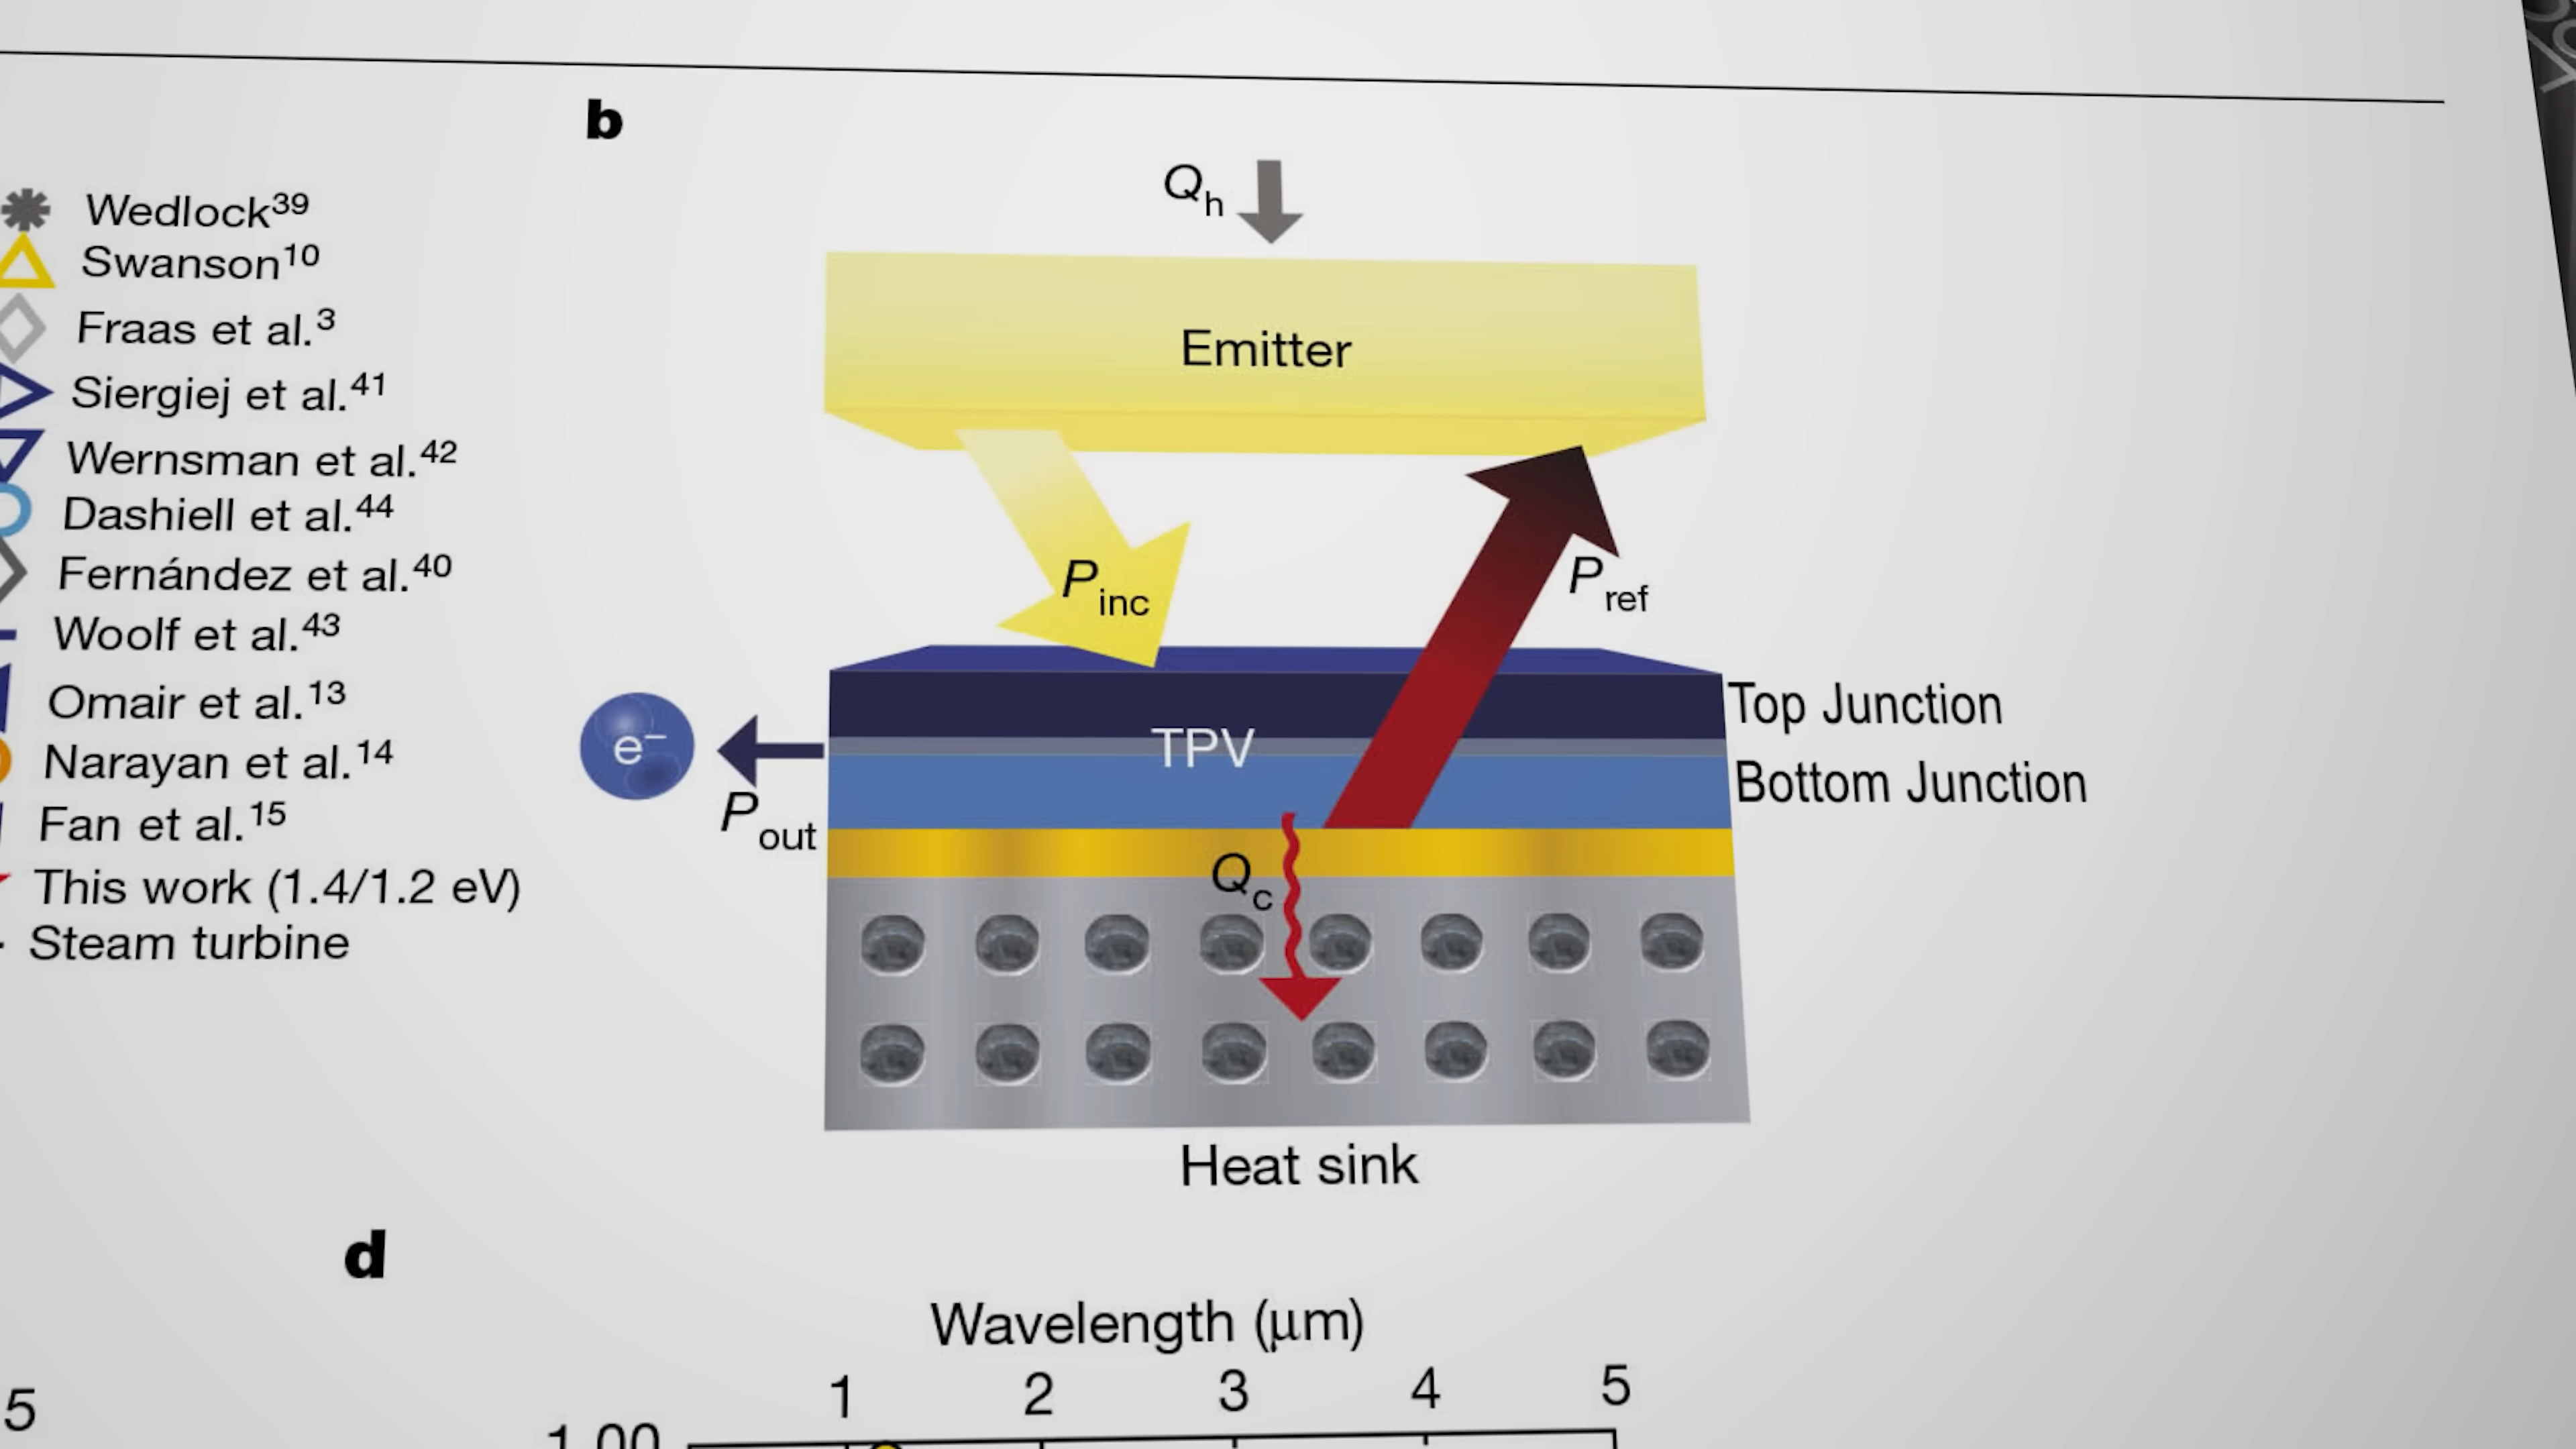 b
Wedlock39
Swanson10
Fraas et al.3
Siergiej et al.41
Wernsman et al.42
Dashiell et al.44
Fernández et al.40
Woolf et al.43
Omair et al.13
Narayan et al.14
Fan et al.15
This work (1.4/1.2 eV)
Steam turbine
Qh
Emitter
Pinc
Pref
TPV
Top Junction
Bottom Junction
e−
Pout
Qc
Heat sink
d
Wavelength (μm)
1 2 3 4 5
5
1.00